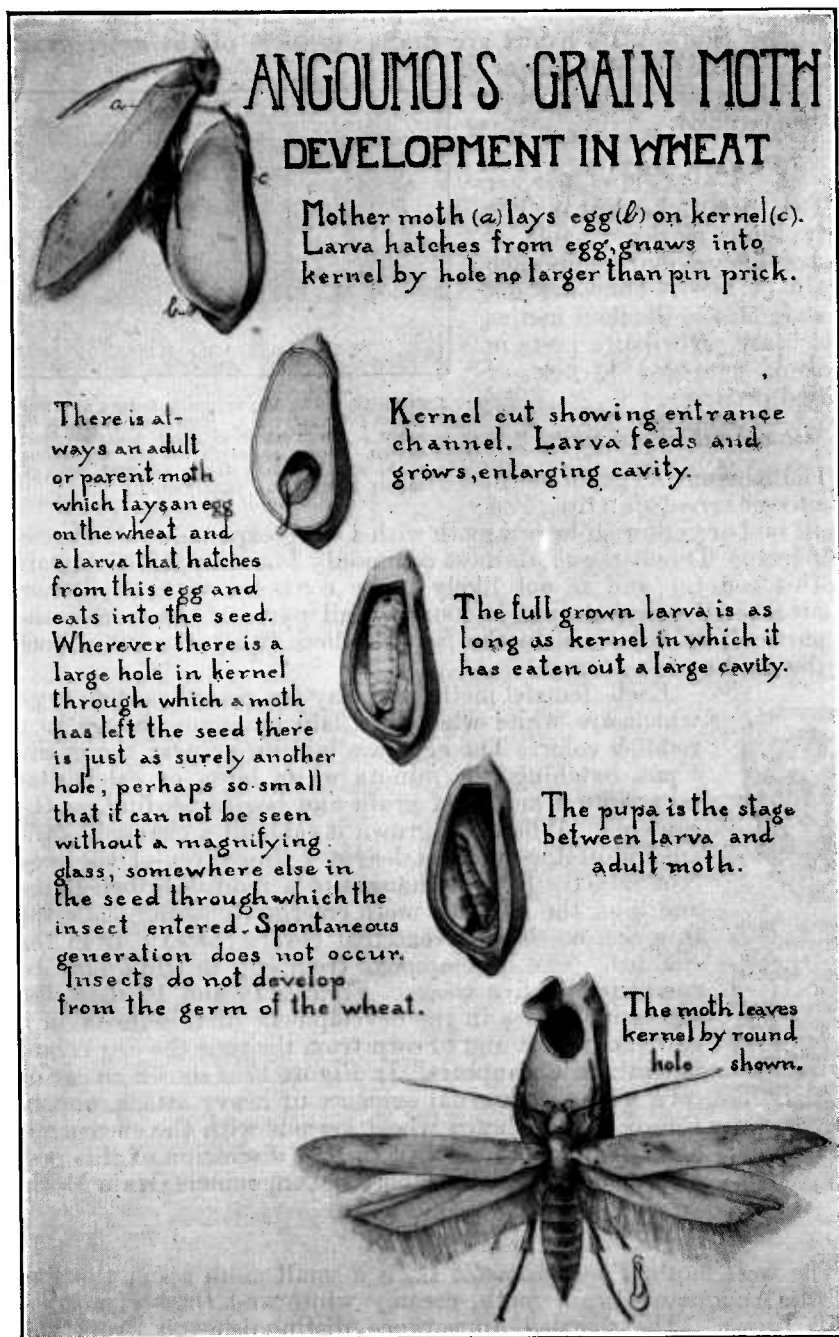 ANGOUMOIS GRAIN MOTH
DEVELOPMENT IN WHEAT
Mother moth (a) lays egg (b) on kernel (c).
Larva hatches from egg, gnaws into
kernel by hole no larger than pin prick.
a
c
b
Kernel cut showing entrance
channel. Larva feeds and
grows, enlarging cavity.
There is al-
ways an adult
or parent moth
which lays an egg
on the wheat and
a larva that hatches
from this egg and
eats into the seed.
Wherever there is a
large hole in kernel
through which a moth
has left the seed there
is just as surely another
hole, perhaps so small
that it can not be seen
without a magnifying
glass, somewhere else in
the seed through which the
insect entered. Spontaneous
generation does not occur.
Insects do not develop
from the germ of the wheat.
The full grown larva is as
long as kernel in which it
has eaten out a large cavity.
The pupa is the stage
between larva and
adult moth.
The moth leaves
kernel by round
hole shown.